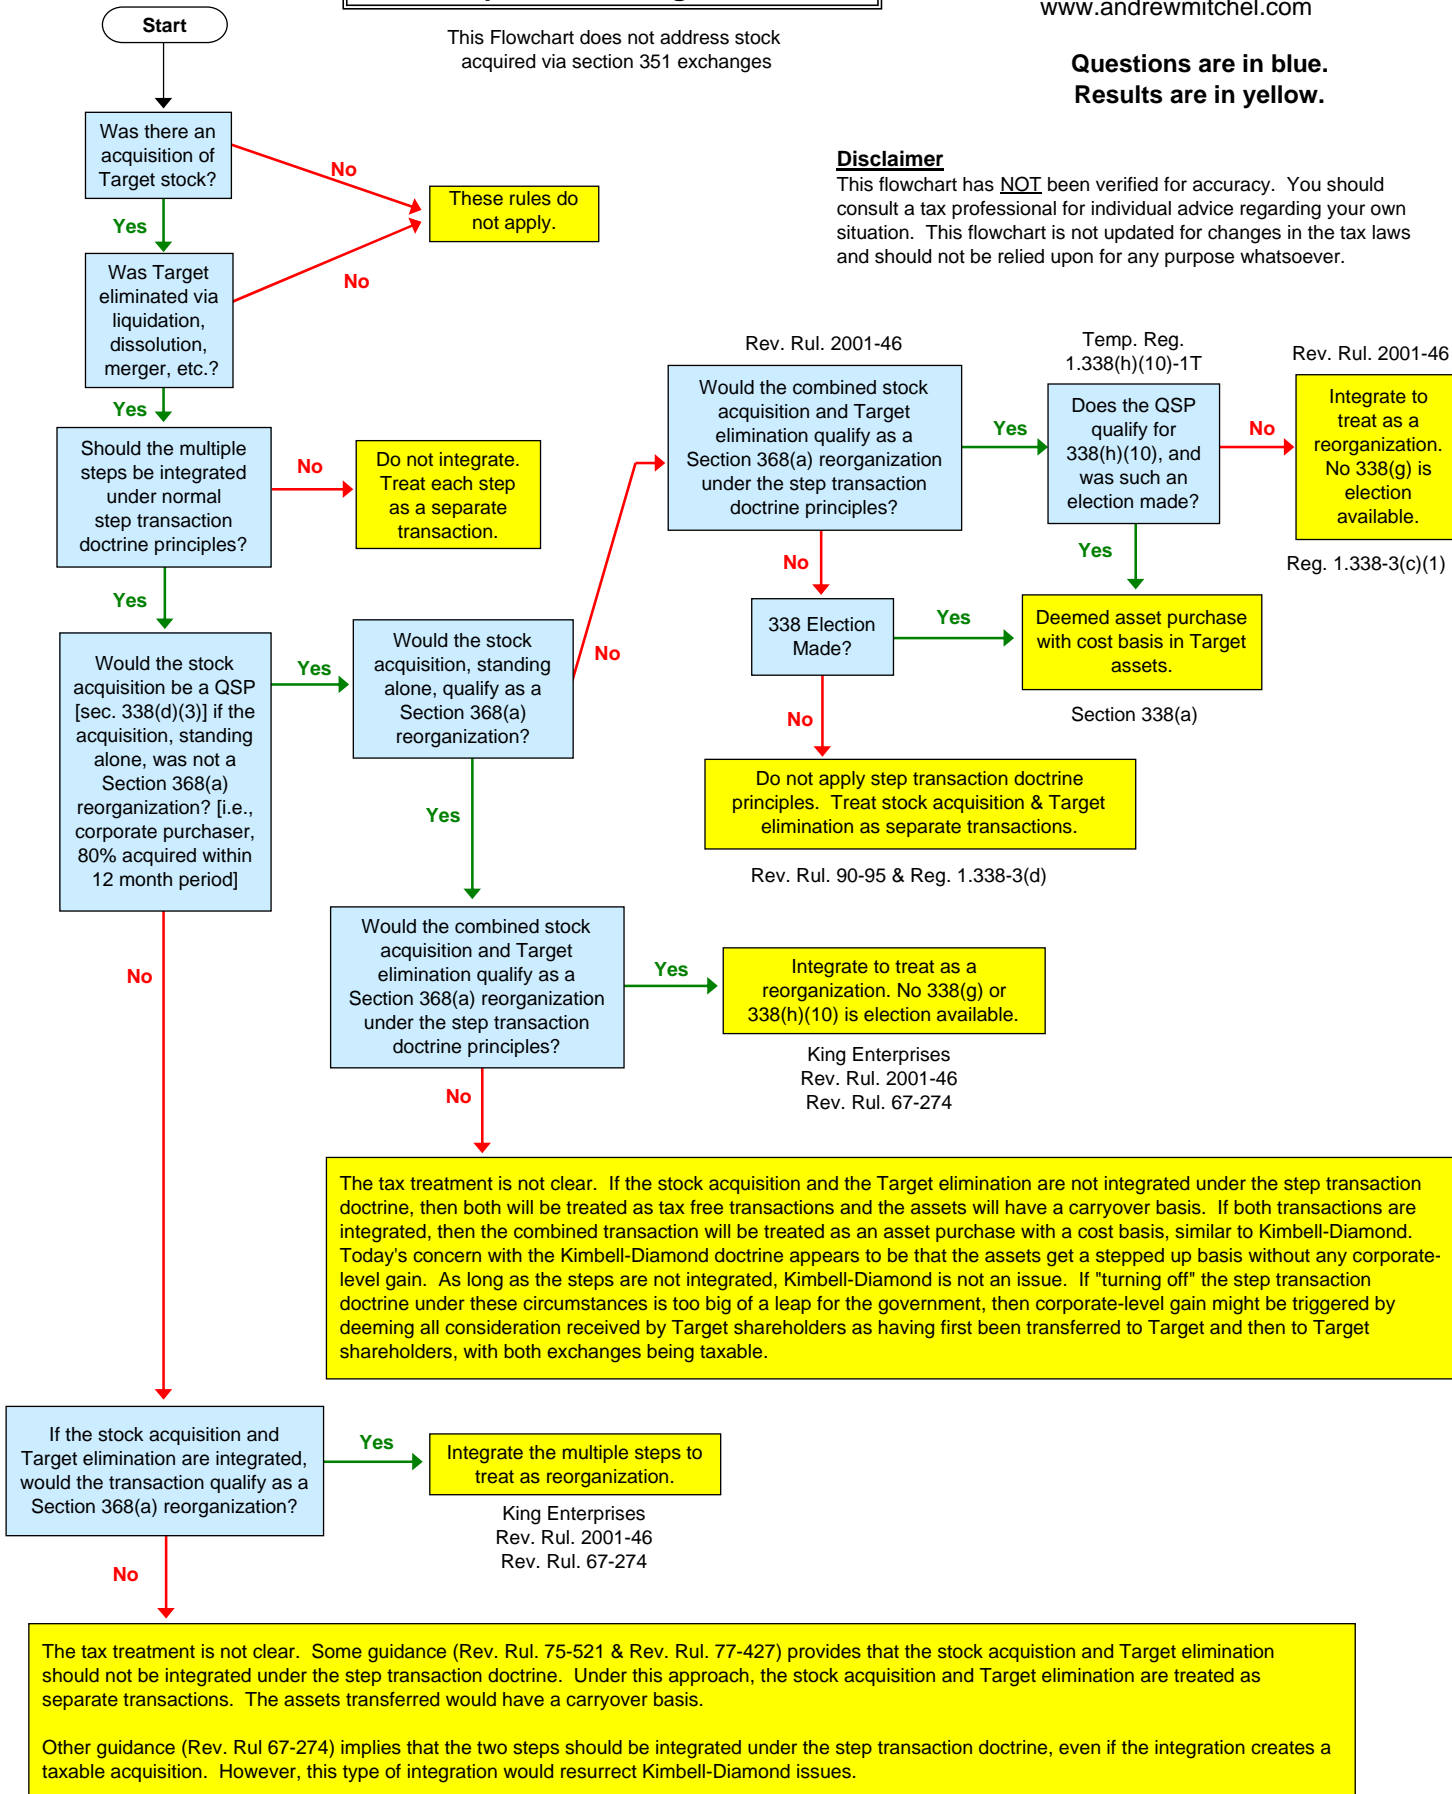 www.andrewmitchel.com
Start
This Flowchart does not address stock
acquired via section 351 exchanges
Questions are in blue.
Results are in yellow.
Was there an
acquisition of
Target stock?
No
These rules do
not apply.
Disclaimer
This flowchart has NOT been verified for accuracy. You should
consult a tax professional for individual advice regarding your own
situation. This flowchart is not updated for changes in the tax laws
and should not be relied upon for any purpose whatsoever.
Yes
Was Target
eliminated via
liquidation,
dissolution,
merger, etc.?
No
Yes
Should the multiple
steps be integrated
under normal
step transaction
doctrine principles?
No
Do not integrate.
Treat each step
as a separate
transaction.
Rev. Rul. 2001-46
Would the combined stock
acquisition and Target
elimination qualify as a
Section 368(a) reorganization
under the step transaction
doctrine principles?
Yes
Temp. Reg.
1.338(h)(10)-1T
Does the QSP
qualify for
338(h)(10), and
was such an
election made?
No
Rev. Rul. 2001-46
Integrate to
treat as a
reorganization.
No 338(g) is
election
available.
Reg. 1.338-3(c)(1)
Yes
No
Yes
Would the stock
acquisition be a QSP
[sec. 338(d)(3)] if the
acquisition, standing
alone, was not a
Section 368(a)
reorganization? [i.e.,
corporate purchaser,
80% acquired within
12 month period]
Yes
Would the stock
acquisition, standing
alone, qualify as a
Section 368(a)
reorganization?
No
338 Election
Made?
Yes
Deemed asset purchase
with cost basis in Target
assets.
Section 338(a)
No
Do not apply step transaction doctrine
principles. Treat stock acquisition & Target
elimination as separate transactions.
Rev. Rul. 90-95 & Reg. 1.338-3(d)
Yes
Would the combined stock
acquisition and Target
elimination qualify as a
Section 368(a) reorganization
under the step transaction
doctrine principles?
Yes
Integrate to treat as a
reorganization. No 338(g) or
338(h)(10) is election available.
King Enterprises
Rev. Rul. 2001-46
Rev. Rul. 67-274
No
No
The tax treatment is not clear. If the stock acquisition and the Target elimination are not integrated under the step transaction
doctrine, then both will be treated as tax free transactions and the assets will have a carryover basis. If both transactions are
integrated, then the combined transaction will be treated as an asset purchase with a cost basis, similar to Kimbell-Diamond.
Today's concern with the Kimbell-Diamond doctrine appears to be that the assets get a stepped up basis without any corporate-
level gain. As long as the steps are not integrated, Kimbell-Diamond is not an issue. If "turning off" the step transaction
doctrine under these circumstances is too big of a leap for the government, then corporate-level gain might be triggered by
deeming all consideration received by Target shareholders as having first been transferred to Target and then to Target
shareholders, with both exchanges being taxable.
If the stock acquisition and
Target elimination are integrated,
would the transaction qualify as a
Section 368(a) reorganization?
Yes
Integrate the multiple steps to
treat as reorganization.
King Enterprises
Rev. Rul. 2001-46
Rev. Rul. 67-274
No
The tax treatment is not clear. Some guidance (Rev. Rul. 75-521 & Rev. Rul. 77-427) provides that the stock acquistion and Target elimination
should not be integrated under the step transaction doctrine. Under this approach, the stock acquisition and Target elimination are treated as
separate transactions. The assets transferred would have a carryover basis.
Other guidance (Rev. Rul 67-274) implies that the two steps should be integrated under the step transaction doctrine, even if the integration creates a
taxable acquisition. However, this type of integration would resurrect Kimbell-Diamond issues.